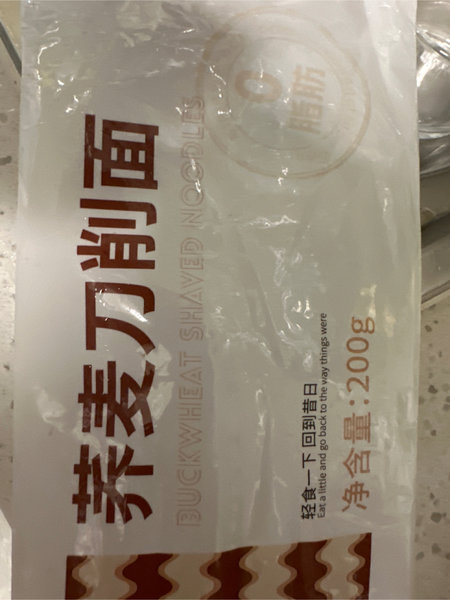 0
脂肪
荞麦刀削面
BUCKWHEAT SHAVED NOODLES
轻食一下 回到昔日
Eat a little and go back to the way things were
净含量:200g